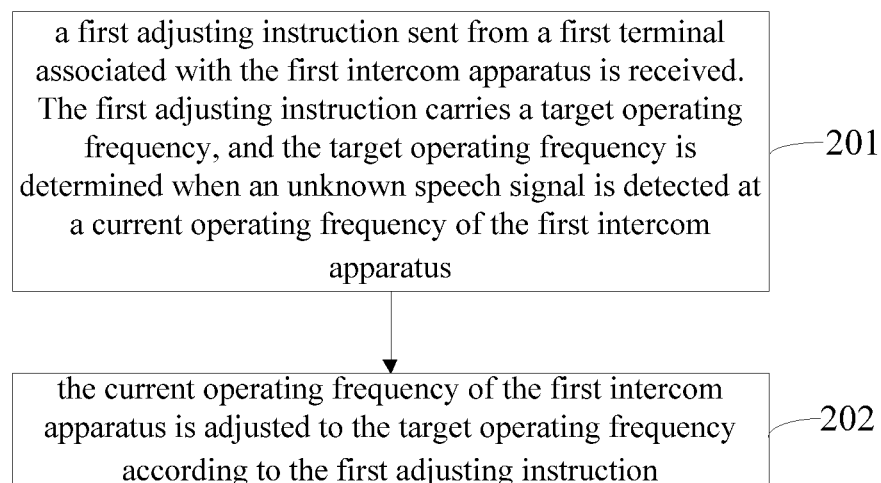 a first adjusting instruction sent from a first terminal
associated with the first intercom apparatus is received.
The first adjusting instruction carries a target operating
frequency, and the target operating frequency is
determined when an unknown speech signal is detected at
a current operating frequency of the first intercom
apparatus
201
the current operating frequency of the first intercom
apparatus is adjusted to the target operating frequency
according to the first adjusting instruction
202